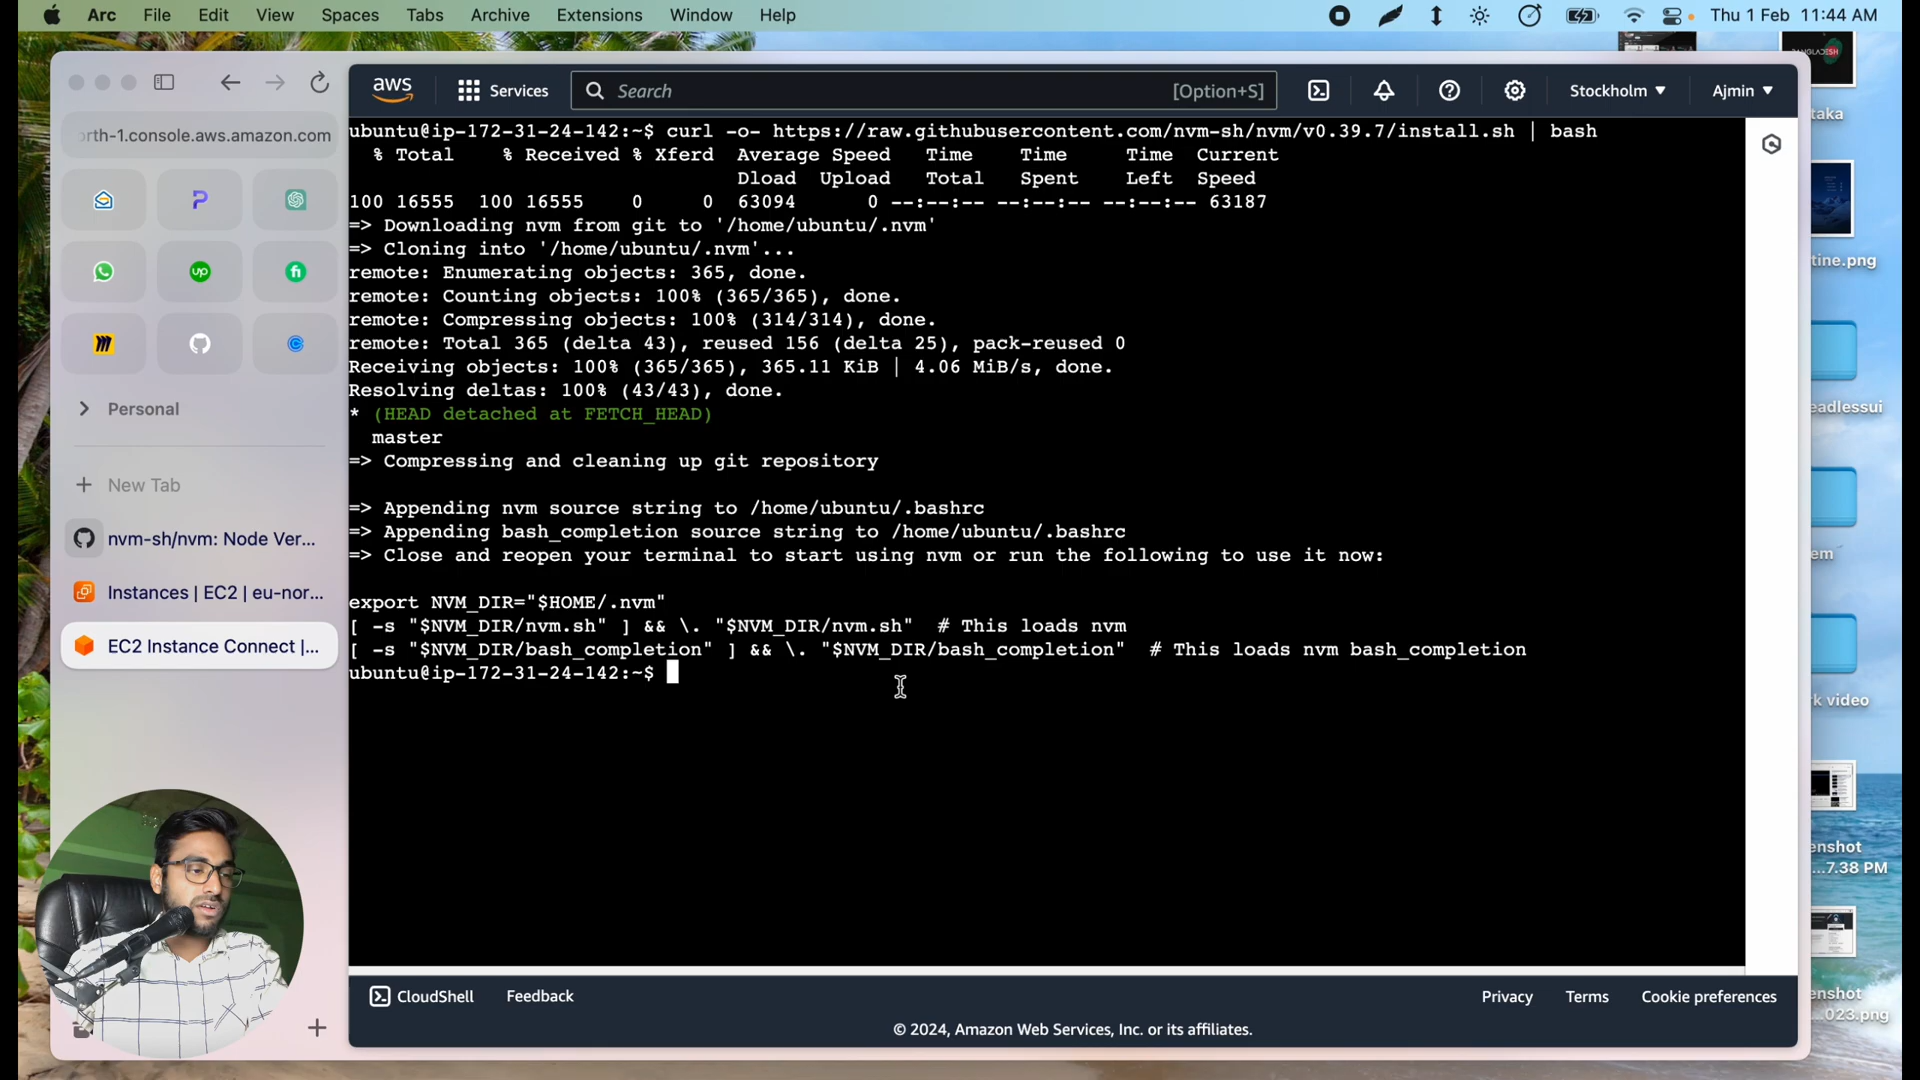 Arc File Edit View Spaces Tabs Archive Extensions Window Help
Thu 1 Feb 11:44 AM
aws Services Search [Option+S] Stockholm Ajmin
orth-1.console.aws.amazon.com
Personal
New Tab
nvm-sh/nvm: Node Ver...
Instances | EC2 | eu-nor...
EC2 Instance Connect |...
ubuntu@ip-172-31-24-142:~$ curl -o- https://raw.githubusercontent.com/nvm-sh/nvm/v0.39.7/install.sh | bash
% Total % Received % Xferd Average Speed Time Time Time Current
Dload Upload Total Spent Left Speed
100 16555 100 16555 0 0 63094 0 --:--:-- --:--:-- --:--:-- 63187
=> Downloading nvm from git to '/home/ubuntu/.nvm'
=> Cloning into '/home/ubuntu/.nvm'...
remote: Enumerating objects: 365, done.
remote: Counting objects: 100% (365/365), done.
remote: Compressing objects: 100% (314/314), done.
remote: Total 365 (delta 43), reused 156 (delta 25), pack-reused 0
Receiving objects: 100% (365/365), 365.11 KiB | 4.06 MiB/s, done.
Resolving deltas: 100% (43/43), done.
* (HEAD detached at FETCH_HEAD)
master
=> Compressing and cleaning up git repository
=> Appending nvm source string to /home/ubuntu/.bashrc
=> Appending bash_completion source string to /home/ubuntu/.bashrc
=> Close and reopen your terminal to start using nvm or run the following to use it now:
export NVM_DIR="$HOME/.nvm"
[ -s "$NVM_DIR/nvm.sh" ] && \. "$NVM_DIR/nvm.sh" # This loads nvm
[ -s "$NVM_DIR/bash_completion" ] && \. "$NVM_DIR/bash_completion" # This loads nvm bash_completion
ubuntu@ip-172-31-24-142:~$
CloudShell Feedback Privacy Terms Cookie preferences
© 2024, Amazon Web Services, Inc. or its affiliates.
BANGLADESH
taka
tine.png
eadlessui
em
k video
enshot
...7.38 PM
enshot
...023.png